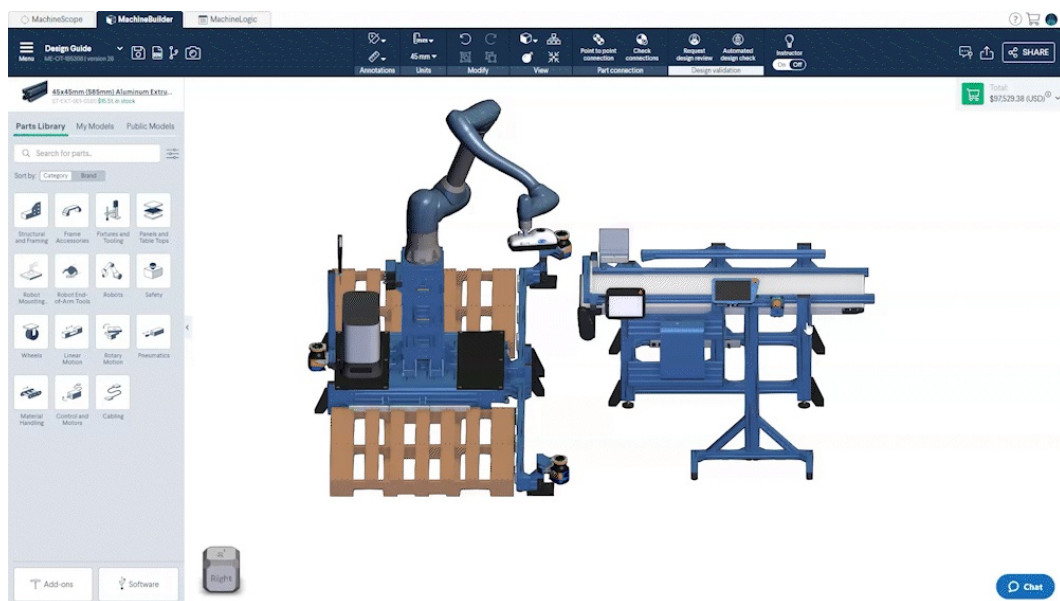 MachineScope
MachineBuilder
MachineLogic
Menu
Design Guide
Annotations
mm
45 mm
Units
Modify
View
Point to point
connection
Check
connections
Part connection
Request
design review
Automated
design check
Design validation
Instructor
On Off
SHARE
45x45mm (585mm) Aluminum Extru...
Total:
$97,529.38 (USD)
Parts Library
My Models
Public Models
Search for parts..
Sort by: Category Brand
Structural
and Framing
Frame
Accessories
Fixtures and
Tooling
Panels and
Table Tops
Robot
Mounting...
Robot End-
of-Arm Tools
Robots
Safety
Wheels
Linear
Motion
Rotary
Motion
Pneumatics
Material
Handling
Control and
Motors
Cabling
Add-ons
Software
Right
Chat